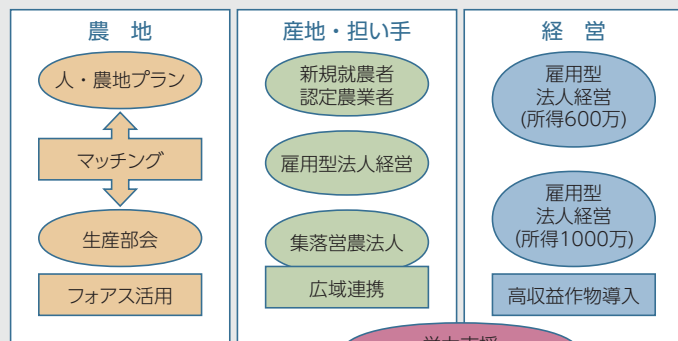 農 地
人・農地プラン
マッチング
生産部会
フォアス活用
産地・担い手
新規就農者
認定農業者
雇用型法人経営
集落営農法人
広域連携
経 営
雇用型
法人経営
(所得600万)
雇用型
法人経営
(所得1000万)
高収益作物導入